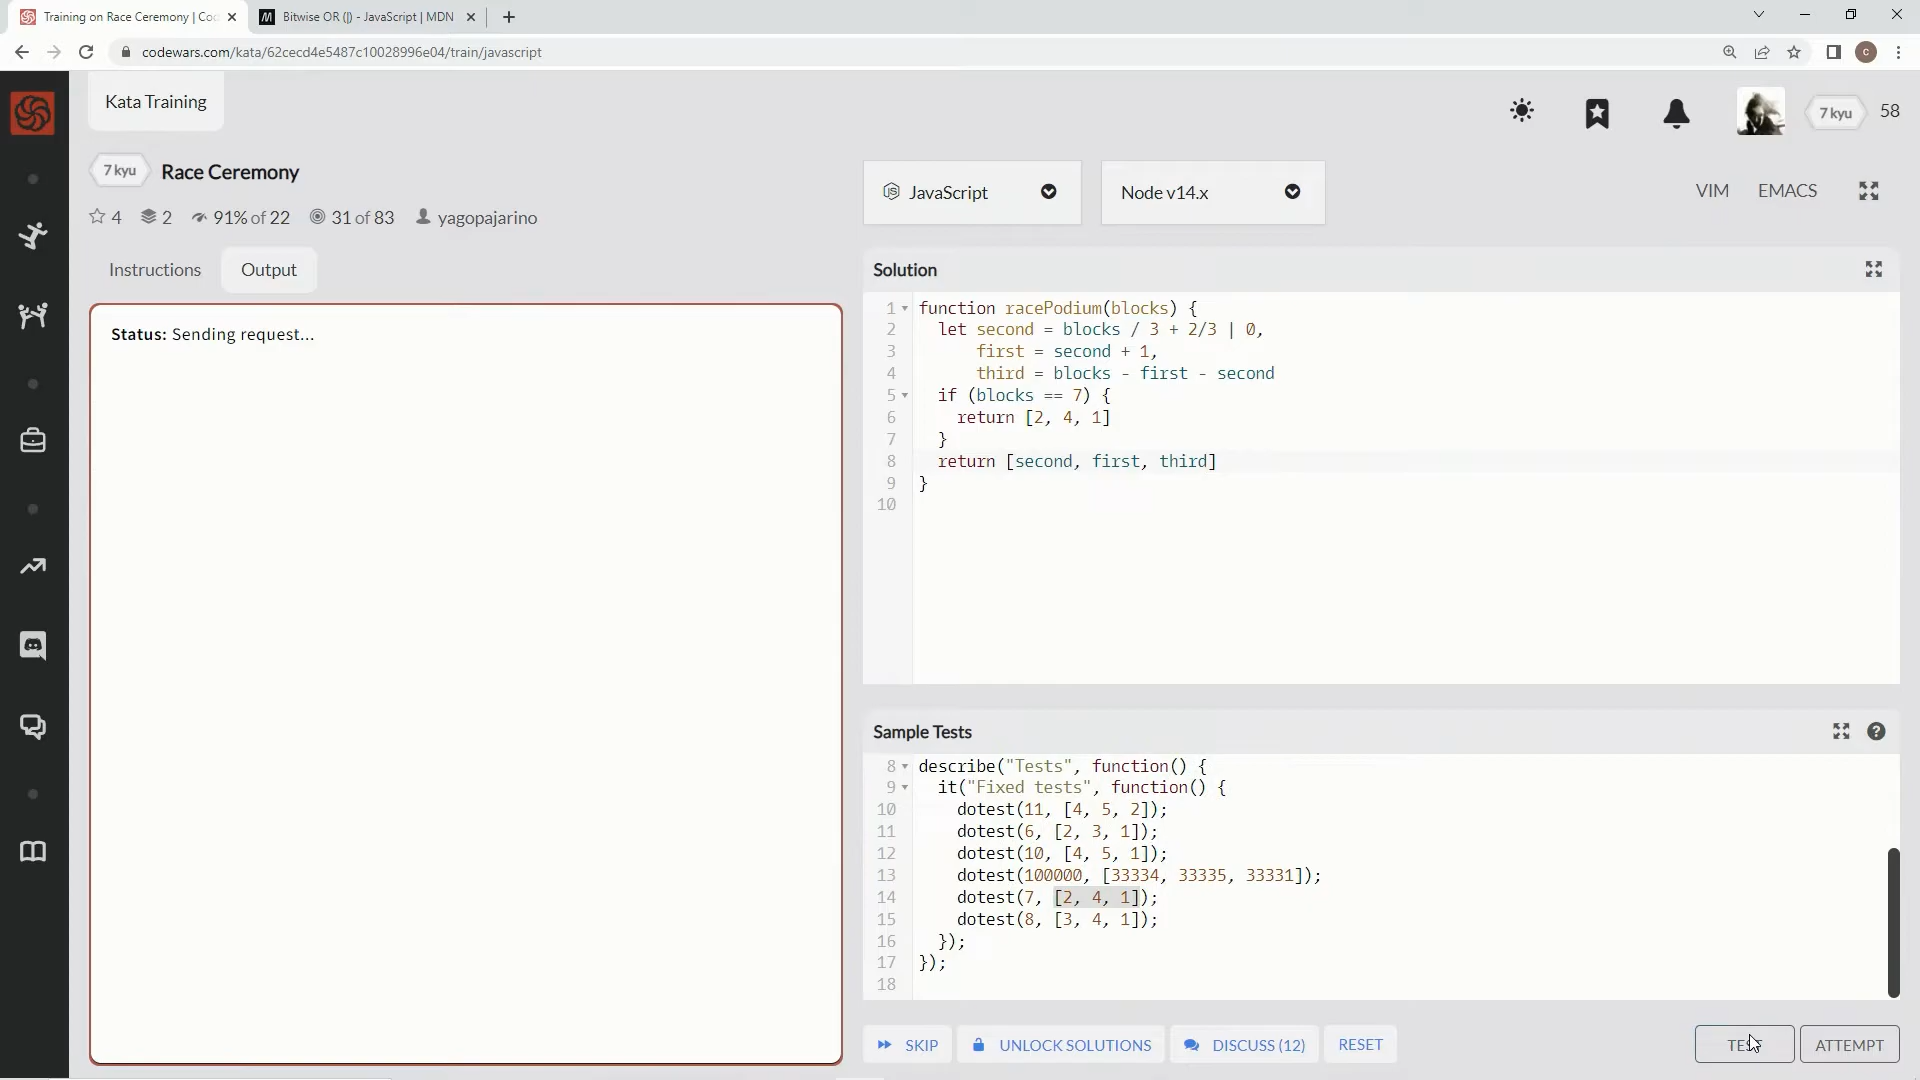 Training on Race Ceremony | Co
Bitwise OR (|) - JavaScript | MDN
codewars.com/kata/62cecd4e5487c10028996e04/train/javascript
C
Kata Training
7 kyu
58
7 kyu
Race Ceremony
4
2
91% of 22
31 of 83
yagopajarino
JavaScript
Node v14.x
VIM
EMACS
Instructions
Output
Status: Sending request...
Solution
1
function racePodium(blocks) {
2
let second = blocks / 3 + 2/3 | 0,
3
first = second + 1,
4
third = blocks - first - second
5
if (blocks == 7) {
6
return [2, 4, 1]
7
}
8
return [second, first, third]
9
}
10
Sample Tests
8
describe("Tests", function() {
9
it("Fixed tests", function() {
10
dotest(11, [4, 5, 2]);
11
dotest(6, [2, 3, 1]);
12
dotest(10, [4, 5, 1]);
13
dotest(100000, [33334, 33335, 33331]);
14
dotest(7, [2, 4, 1]);
15
dotest(8, [3, 4, 1]);
16
});
17
});
18
SKIP
UNLOCK SOLUTIONS
DISCUSS (12)
RESET
TEST
ATTEMPT